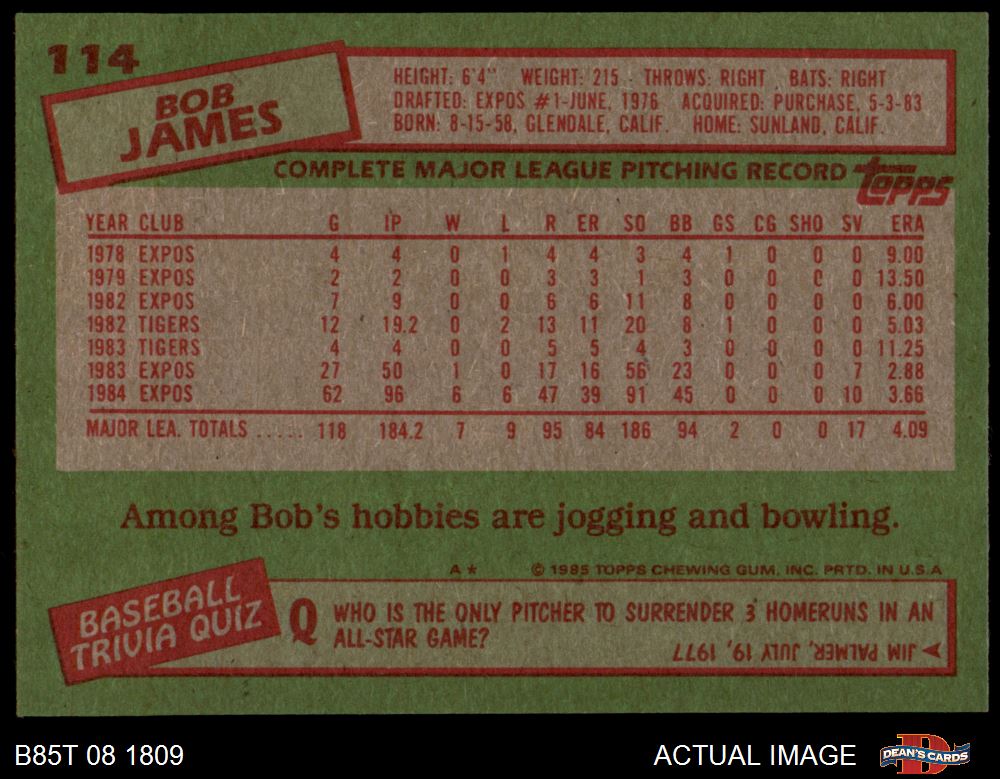 114
BOB
JAMES
HEIGHT: 6'4" WEIGHT: 215 THROWS: RIGHT BATS: RIGHT
DRAFTED: EXPOS #1-JUNE, 1976 ACQUIRED: PURCHASE, 5-3-83
BORN: 8-15-58, GLENDALE, CALIF. HOME: SUNLAND, CALIF.
COMPLETE MAJOR LEAGUE PITCHING RECORD topps
YEAR CLUB G IP W L R ER SO BB GS CG SHO SV ERA
1978 EXPOS 4 4 0 1 4 4 3 4 1 0 0 0 9.00
1979 EXPOS 2 2 0 0 3 3 1 3 0 0 0 0 13.50
1982 EXPOS 7 9 0 0 6 6 11 8 0 0 0 0 6.00
1982 TIGERS 12 19.2 0 2 13 11 20 8 1 0 0 0 5.03
1983 TIGERS 4 4 0 0 5 5 4 3 0 0 0 0 11.25
1983 EXPOS 27 50 1 0 17 16 56 23 0 0 0 7 2.88
1984 EXPOS 62 96 6 6 47 39 91 45 0 0 0 10 3.66
MAJOR LEA. TOTALS ..... 118 184.2 7 9 95 84 186 94 2 0 0 17 4.09
Among Bob's hobbies are jogging and bowling.
A* © 1985 TOPPS CHEWING GUM, INC. PRTD. IN U.S.A
BASEBALL
TRIVIA QUIZ
Q WHO IS THE ONLY PITCHER TO SURRENDER 3 HOMERUNS IN AN
ALL-STAR GAME?
JIM PALMER, JULY 19, 1977
B85T 08 1809 ACTUAL IMAGE DEAN'S CARDS